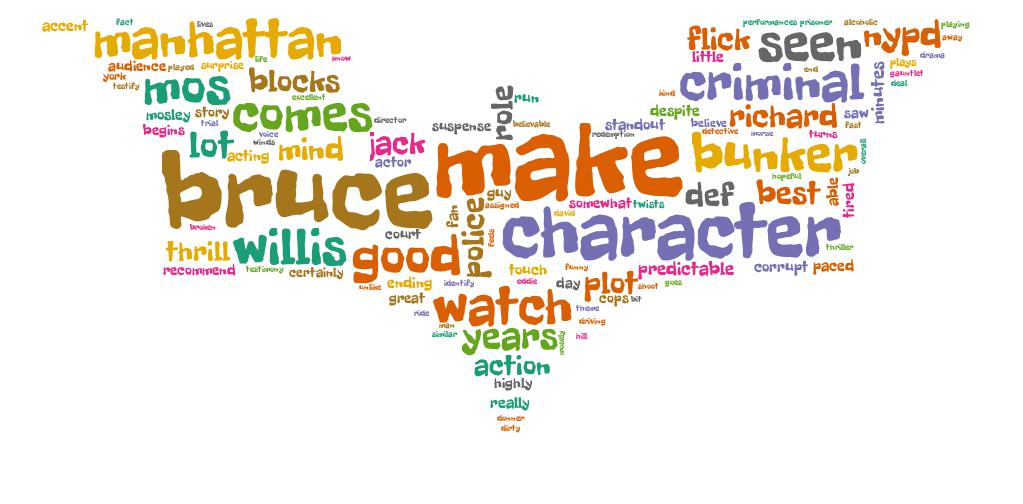 accent
fact
lives
manhattan
know
life
audience
played
surprise
york
testify
mos
blocks
excellent
mosley
story
comes
director
begins
trial
voice
winds
lot
acting
mind
jack
actor
suspense
role
run
believable
redemption
bruce
make
broken
thrill
willis
court
good
fan
police
guy
assigned
feels
recommend
testimony
certainly
unlike
ending
identify
great
ride
performances
prisoner
alcoholic
playing
flick
seen
nypd
away
little
drama
end
plays
gauntlet
deal
kind
criminal
minutes
despite
believe
richard
saw
fast
standout
detective
worse
turns
bunker
overall
hopeful
job
def
best
able
tired
somewhat
twists
david
character
thriller
touch
eddie
funny
day
plot
predictable
shoot
goes
corrupt
paced
cops
bit
watch
theme
man
driving
similar
years
hill
action
highly
really
donner
dirty